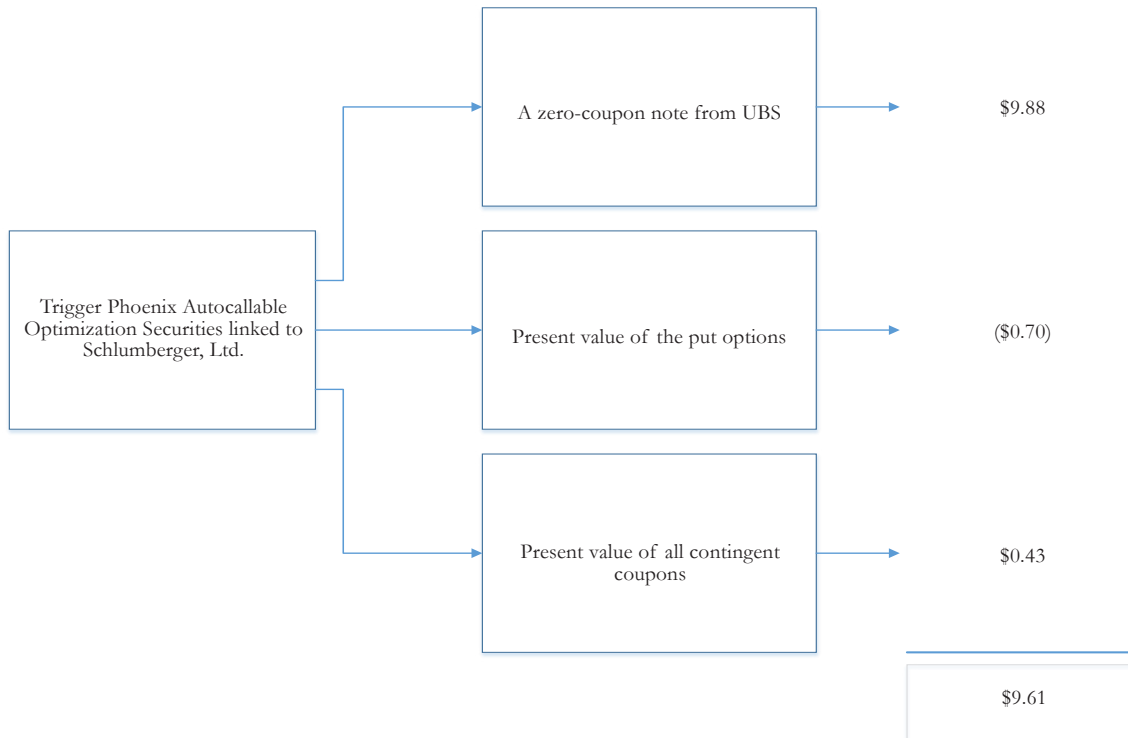 A zero-coupon note from UBS
$9.88
Trigger Phoenix Autocallable
Optimization Securities linked to
Schlumberger, Ltd.
Present value of the put options
($0.70)
Present value of all contingent
coupons
$0.43
$9.61